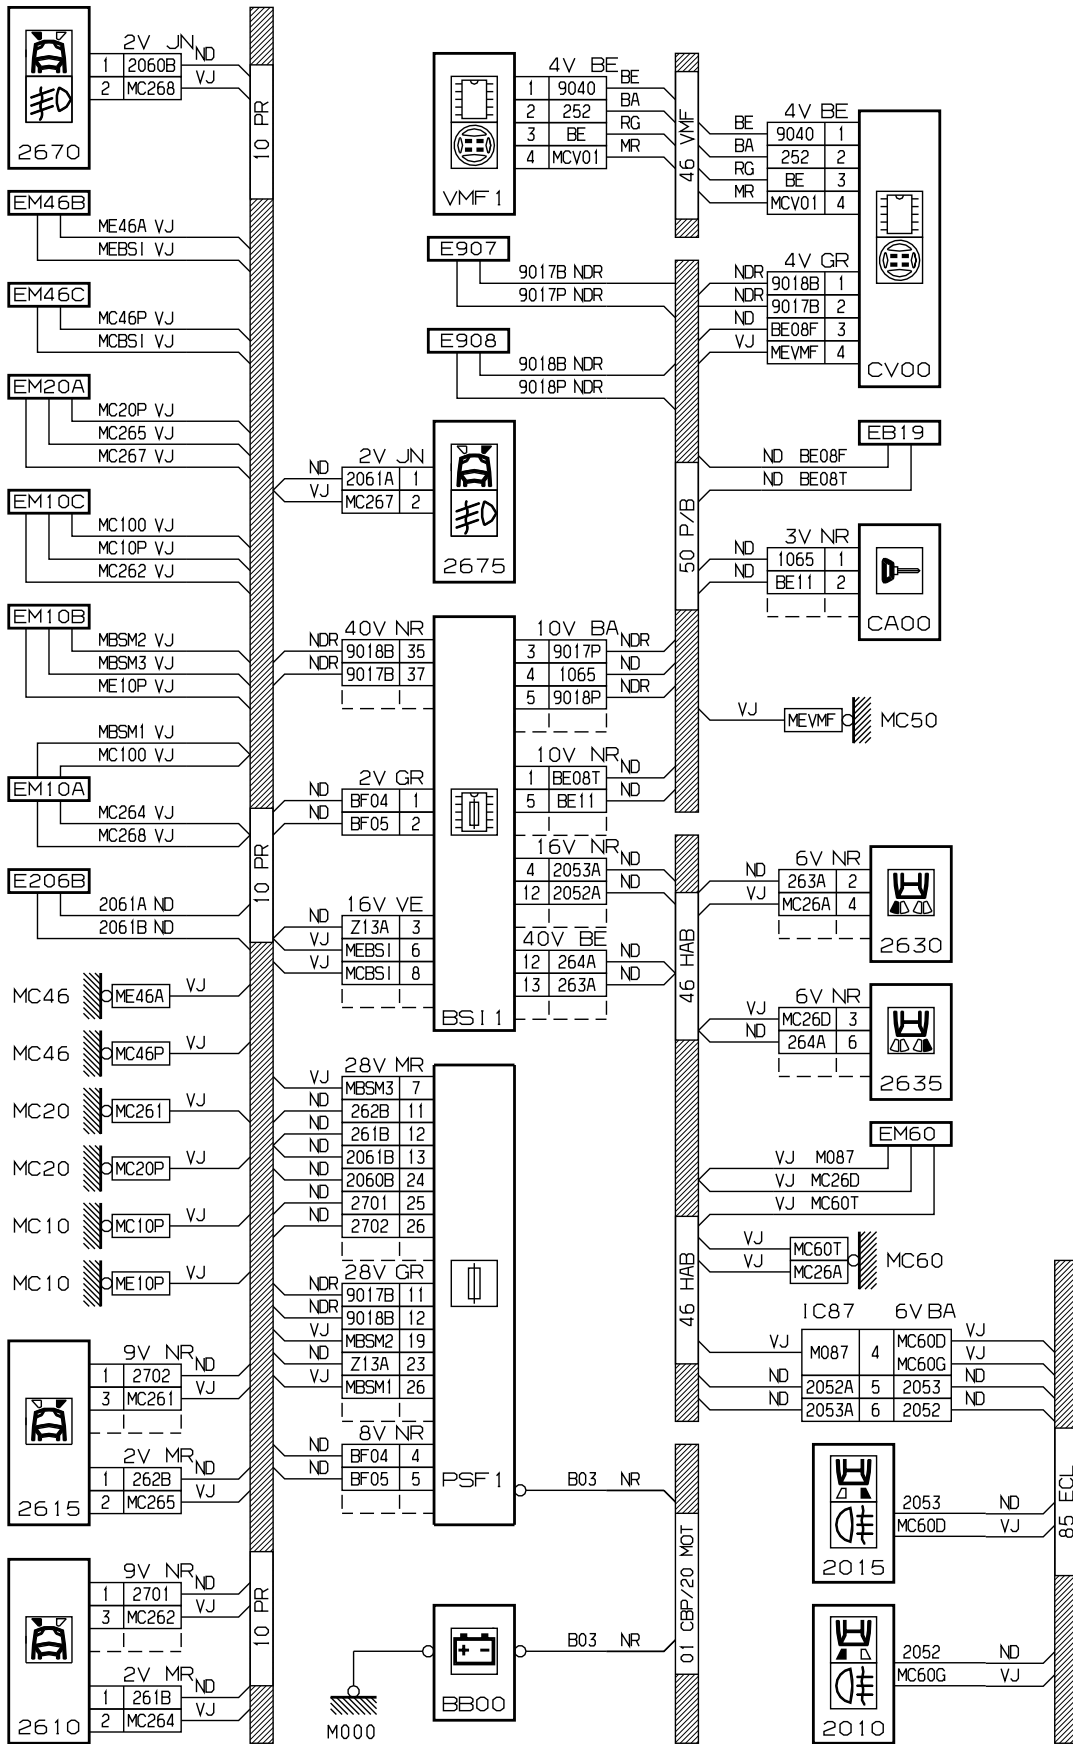 2V JN
1 2060B ND
2 MC268 VJ
2670
10 PR
EM46B
ME46A VJ
MEBSI VJ
EM46C
MC46P VJ
MCBSI VJ
EM20A
MC20P VJ
MC265 VJ
MC267 VJ
EM10C
MC100 VJ
MC10P VJ
MC262 VJ
EM10B
MBSM2 VJ
MBSM3 VJ
ME10P VJ
MBSM1 VJ
MC100 VJ
EM10A
MC264 VJ
MC268 VJ
10 PR
E206B
2061A ND
2061B ND
MC46 ME46A VJ
MC46 MC46P VJ
MC20 MC261 VJ
MC20 MC20P VJ
MC10 MC10P VJ
MC10 ME10P VJ
9V NR
1 2702 ND
3 MC261 VJ
2V MR
1 262B ND
2 MC265 VJ
2615
9V NR
1 2701 ND
3 MC262 VJ
10 PR
2V MR
1 261B ND
2 MC264 VJ
2610
4V BE
1 9040 BE
2 252 BA
3 BE RG
4 MCV01 MR
VMF1
46 VMF
E907
9017B NDR
9017P NDR
E908
9018B NDR
9018P NDR
2V JN
ND 2061A 1
VJ MC267 2
2675
40V NR
NDR 9018B 35
NDR 9017B 37
2V GR
ND BF04 1
ND BF05 2
16V VE
ND Z13A 3
VJ MEBSI 6
VJ MCBSI 8
BSI1
10V BA
3 9017P NDR
4 1065 ND
5 9018P NDR
10V NR
1 BE08T ND
5 BE11 ND
16V NR
4 2053A ND
12 2052A ND
40V BE
12 264A ND
13 263A ND
28V MR
VJ MBSM3 7
ND 262B 11
ND 261B 12
ND 2061B 13
ND 2060B 24
ND 2701 25
ND 2702 26
28V GR
NDR 9017B 11
NDR 9018B 12
VJ MBSM2 19
ND Z13A 23
VJ MBSM1 26
8V NR
ND BF04 4
ND BF05 5
PSF1
B03 NR
01 CBP/20 MOT
B03 NR
+ -
BB00
M000
4V BE
BE 9040 1
BA 252 2
RG BE 3
MR MCV01 4
4V GR
NDR 9018B 1
NDR 9017B 2
ND BE08F 3
VJ MEVMF 4
CV00
EB19
ND BE08F
ND BE08T
50 P/B
3V NR
ND 1065 1
ND BE11 2
CA00
VJ MEVMF MC50
6V NR
ND 263A 2
VJ MC26A 4
2630
46 HAB
6V NR
VJ MC26D 3
ND 264A 6
2635
EM60
VJ M087
VJ MC26D
VJ MC60T
VJ MC60T
VJ MC26A
MC60
46 HAB
IC87 6V BA
VJ M087 4 MC60D VJ
MC60G VJ
ND 2052A 5 2053 ND
ND 2053A 6 2052 ND
2053 ND
MC60D VJ
2015
85 ECL
2052 ND
MC60G VJ
2010